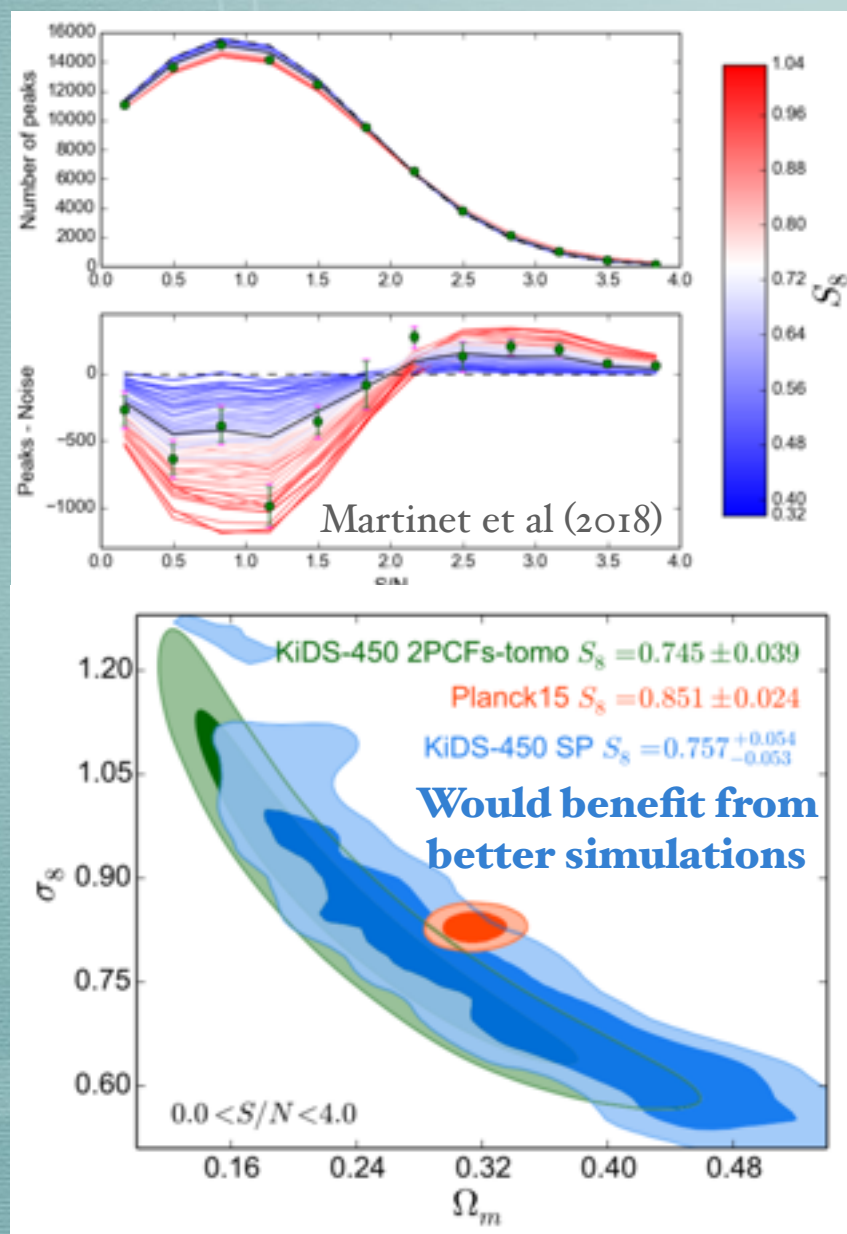 16000
14000
12000
10000
8000
6000
4000
2000
0
Number of peaks
0.0 0.5 1.0 1.5 2.0 2.5 3.0 3.5 4.0
1.04
0.96
0.88
0.80
0.72
0.64
0.56
0.48
0.40
0.32
S₈
0
−500
−1000
Peaks - Noise
Martinet et al (2018)
0.0 0.5 1.0 1.5 2.0 2.5 3.0 3.5 4.0
S/N
KiDS-450 2PCFs-tomo S₈ = 0.745 ± 0.039
Planck15 S₈ = 0.851 ± 0.024
KiDS-450 SP S₈ = 0.757 +0.054 −0.053
Would benefit from
better simulations
1.20
1.05
0.90
0.75
0.60
σ₈
0.0 < S/N < 4.0
0.16 0.24 0.32 0.40 0.48
Ωₘ